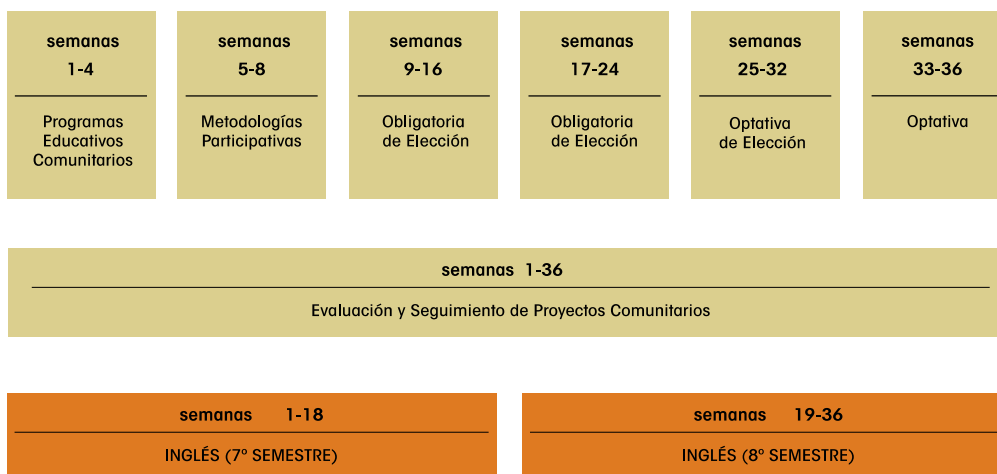 semanas
1-4
Programas
Educativos
Comunitarios
semanas
5-8
Metodologías
Participativas
semanas
9-16
Obligatoria
de Elección
semanas
17-24
Obligatoria
de Elección
semanas
25-32
Optativa
de Elección
semanas
33-36
Optativa
semanas 1-36
Evaluación y Seguimiento de Proyectos Comunitarios
semanas 1-18
INGLÉS (7º SEMESTRE)
semanas 19-36
INGLÉS (8º SEMESTRE)